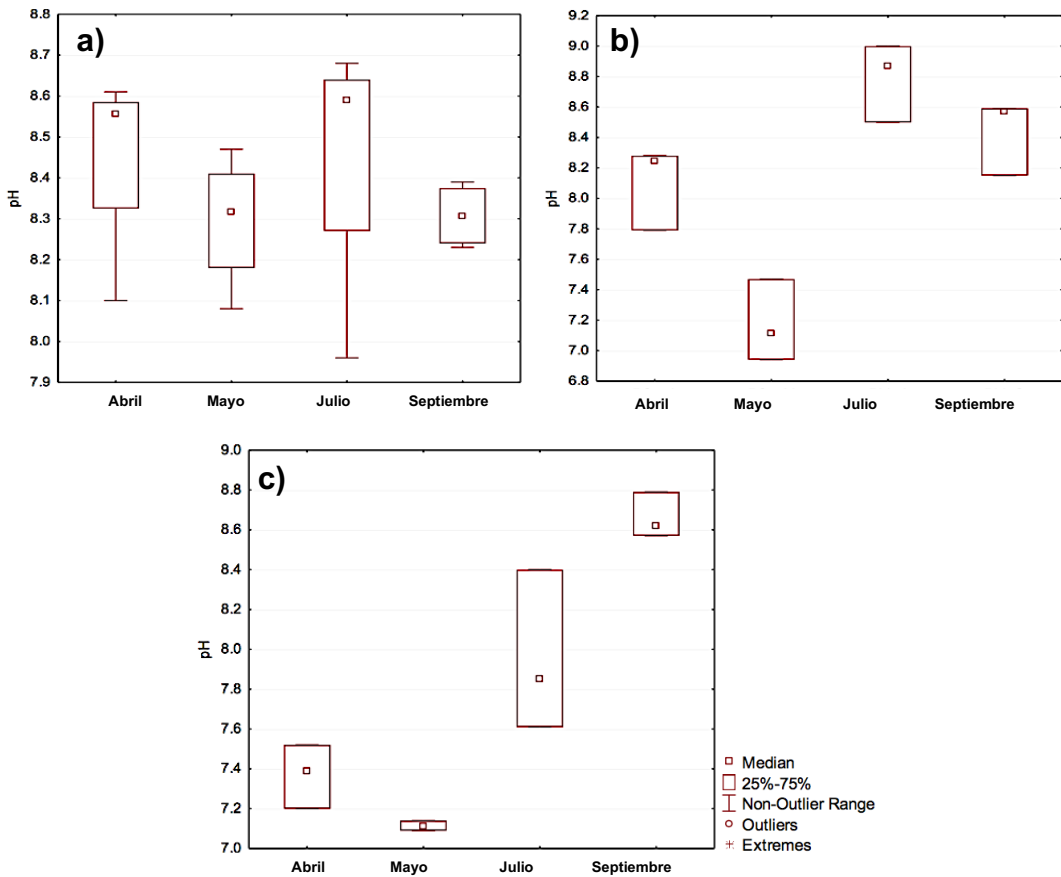 a)
8.8
8.7
8.6
8.5
8.4
8.3
8.2
8.1
8.0
7.9
pH
Abril Mayo Julio Septiembre
b)
9.2
9.0
8.8
8.6
8.4
8.2
8.0
7.8
7.6
7.4
7.2
7.0
6.8
pH
Abril Mayo Julio Septiembre
c)
9.0
8.8
8.6
8.4
8.2
8.0
7.8
7.6
7.4
7.2
7.0
pH
Abril Mayo Julio Septiembre
Median
25%-75%
Non-Outlier Range
Outliers
Extremes